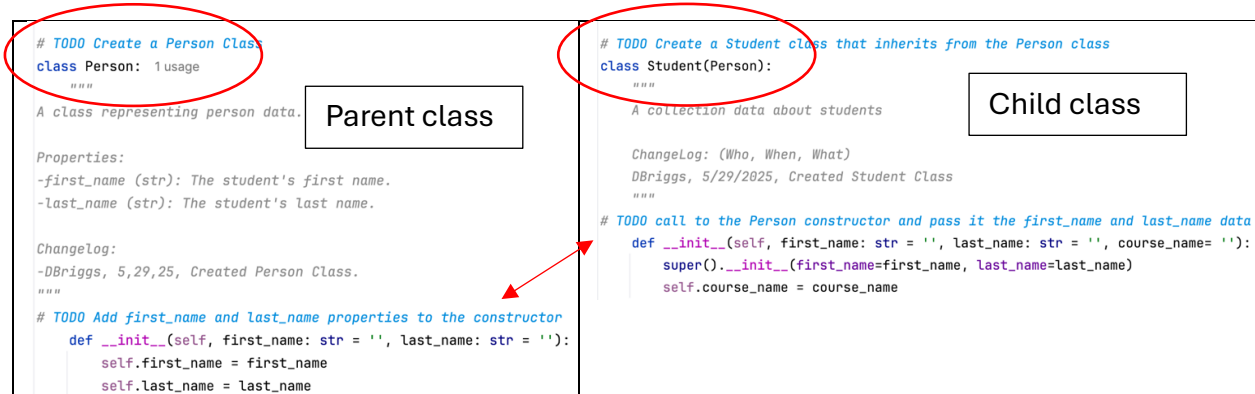 # TODO Create a Person Class
class Person: 1 usage
"""
A class representing person data.
Parent class
Properties:
-first_name (str): The student's first name.
-last_name (str): The student's last name.
Changelog:
-DBriggs, 5,29,25, Created Person Class.
"""
# TODO Add first_name and last_name properties to the constructor
def __init__(self, first_name: str = '', last_name: str = ''):
self.first_name = first_name
self.last_name = last_name
# TODO Create a Student class that inherits from the Person class
class Student(Person):
"""
A collection data about students
Child class
ChangeLog: (Who, When, What)
DBriggs, 5/29/2025, Created Student Class
"""
# TODO call to the Person constructor and pass it the first_name and last_name data
def __init__(self, first_name: str = '', last_name: str = '', course_name= ''):
super().__init__(first_name=first_name, last_name=last_name)
self.course_name = course_name